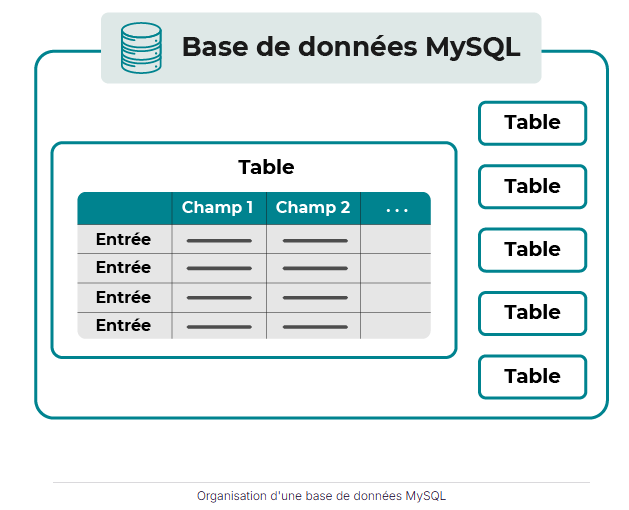 Base de données MySQL
Table
Champ 1 Champ 2 ...
Entrée
Entrée
Entrée
Entrée
Table
Table
Table
Table
Table
Organisation d'une base de données MySQL